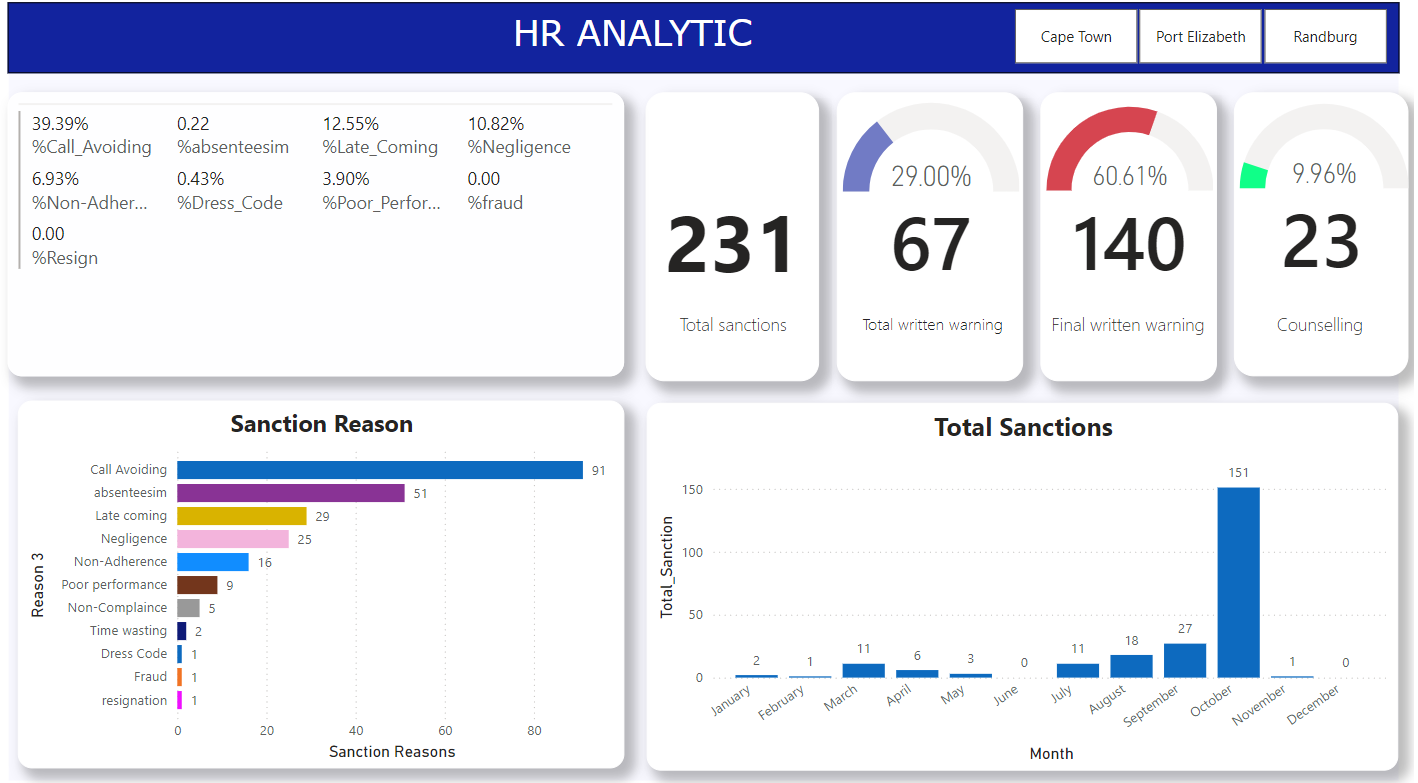 HR ANALYTIC
Cape Town
Port Elizabeth
Randburg
39.39% 0.22 12.55% 10.82%
%Call_Avoiding %absenteesim %Late_Coming %Negligence
6.93% 0.43% 3.90% 0.00
%Non-Adher... %Dress_Code %Poor_Perfor... %fraud
0.00
%Resign
231
Total sanctions
29.00%
67
Total written warning
60.61%
140
Final written warning
9.96%
23
Counselling
Sanction Reason
Reason 3
Call Avoiding 91
absenteesim 51
Late coming 29
Negligence 25
Non-Adherence 16
Poor performance 9
Non-Complaince 5
Time wasting 2
Dress Code 1
Fraud 1
resignation 1
0 20 40 60 80
Sanction Reasons
Total Sanctions
Total_Sanction
150
100
50
0
2 1 11 6 3 0 11 18 27 151 1 0
January February March April May June July August September October November December
Month